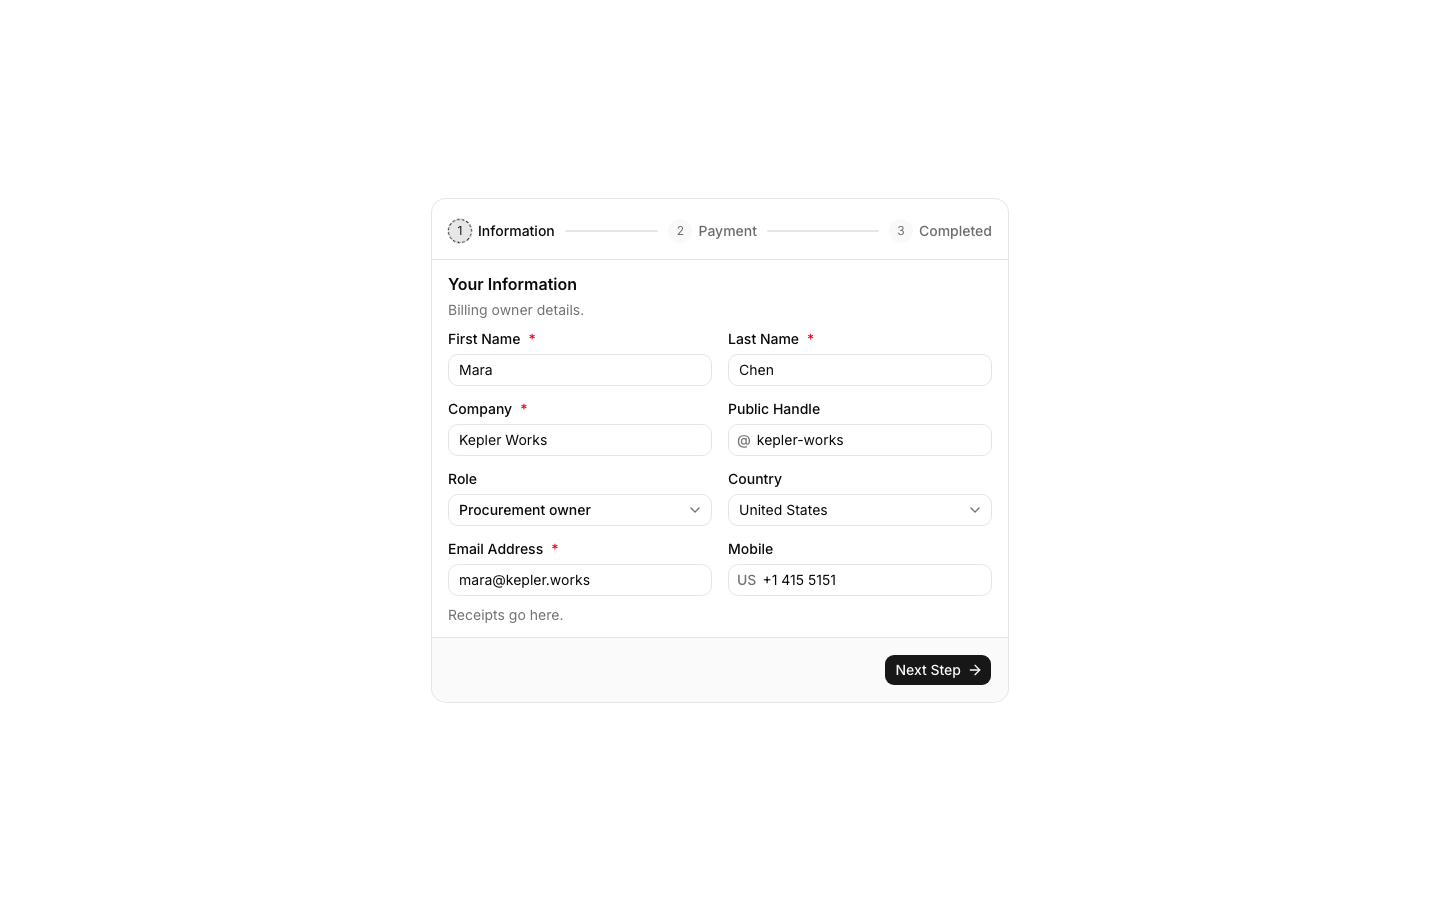 1 Information 2 Payment 3 Completed
Your Information
Billing owner details.
First Name * Last Name *
Mara Chen
Company * Public Handle
Kepler Works @ kepler-works
Role Country
Procurement owner United States
Email Address * Mobile
mara@kepler.works US +1 415 5151
Receipts go here.
Next Step →